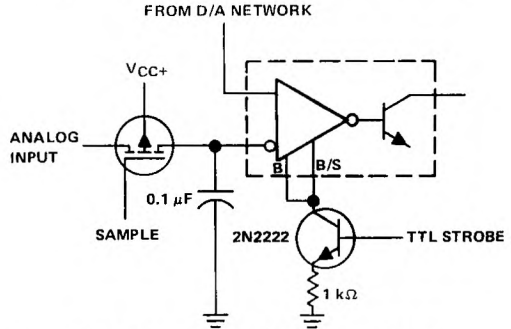 FROM D/A NETWORK
VCC+
ANALOG
INPUT
B
B/S
0.1 μF
SAMPLE
2N2222
TTL STROBE
1 kΩ